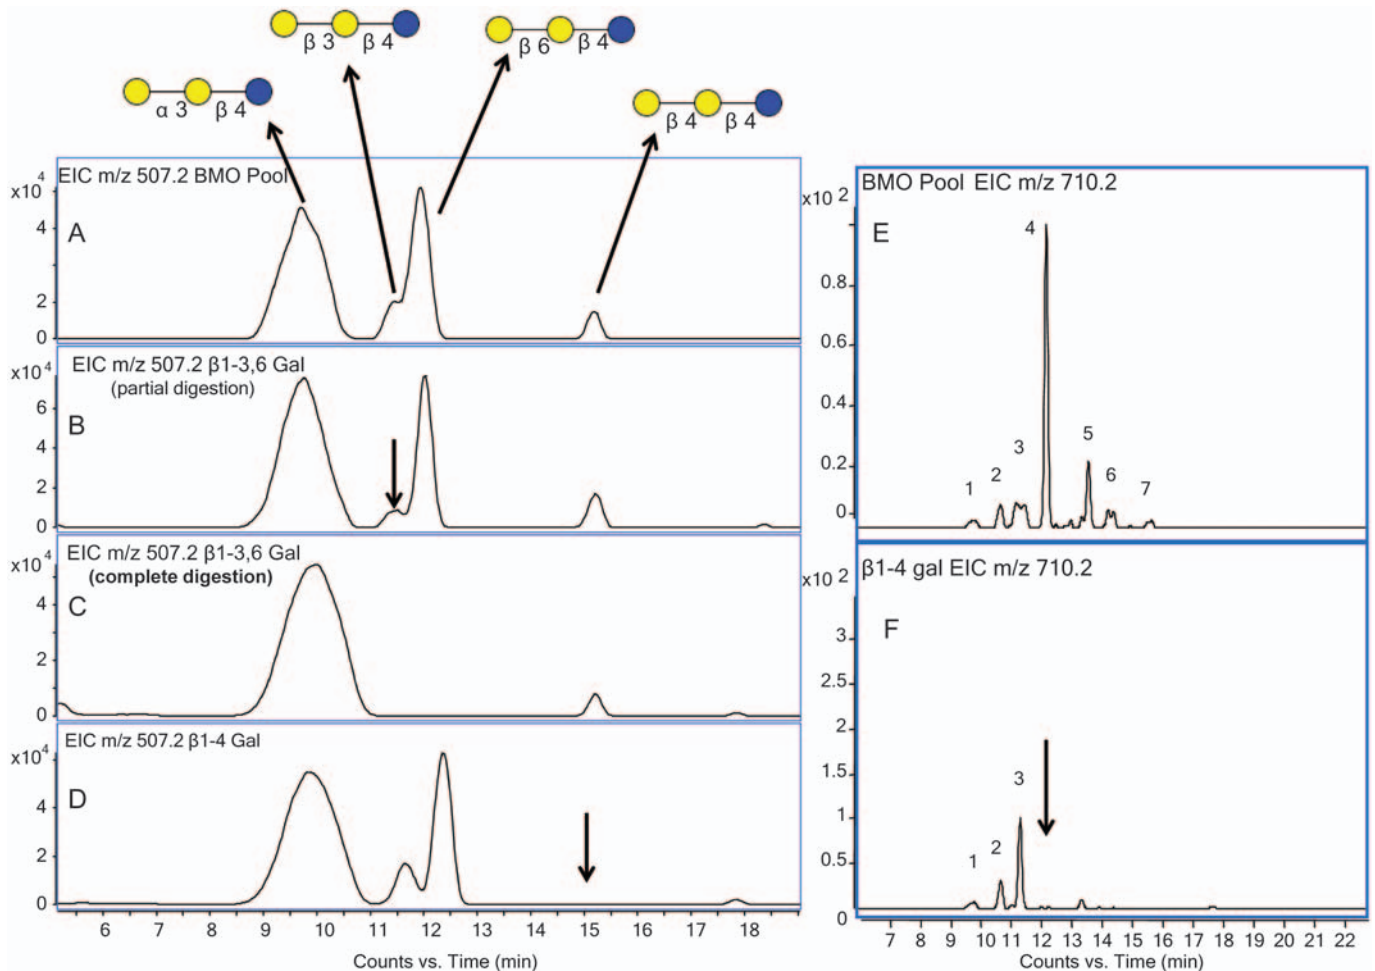 β 3 β 4
β 6 β 4
α 3 β 4
β 4 β 4
EIC m/z 507.2 BMO Pool
x10 4
A
4
2
0
EIC m/z 507.2 β1-3,6 Gal
(partial digestion)
x10 4
B
6
4
2
0
EIC m/z 507.2 β1-3,6 Gal
(complete digestion)
x10 4
C
4
2
0
EIC m/z 507.2 β1-4 Gal
x10 4
D
4
2
0
6 7 8 9 10 11 12 13 14 15 16 17 18
Counts vs. Time (min)
BMO Pool EIC m/z 710.2
x10 2
E
0.8
0.6
0.4
0.2
0
1 2 3 4 5 6 7
β1-4 gal EIC m/z 710.2
x10 2
F
3
2.5
2
1.5
1
0.5
0
1 2 3
7 8 9 10 11 12 13 14 15 16 17 18 19 20 21 22
Counts vs. Time (min)